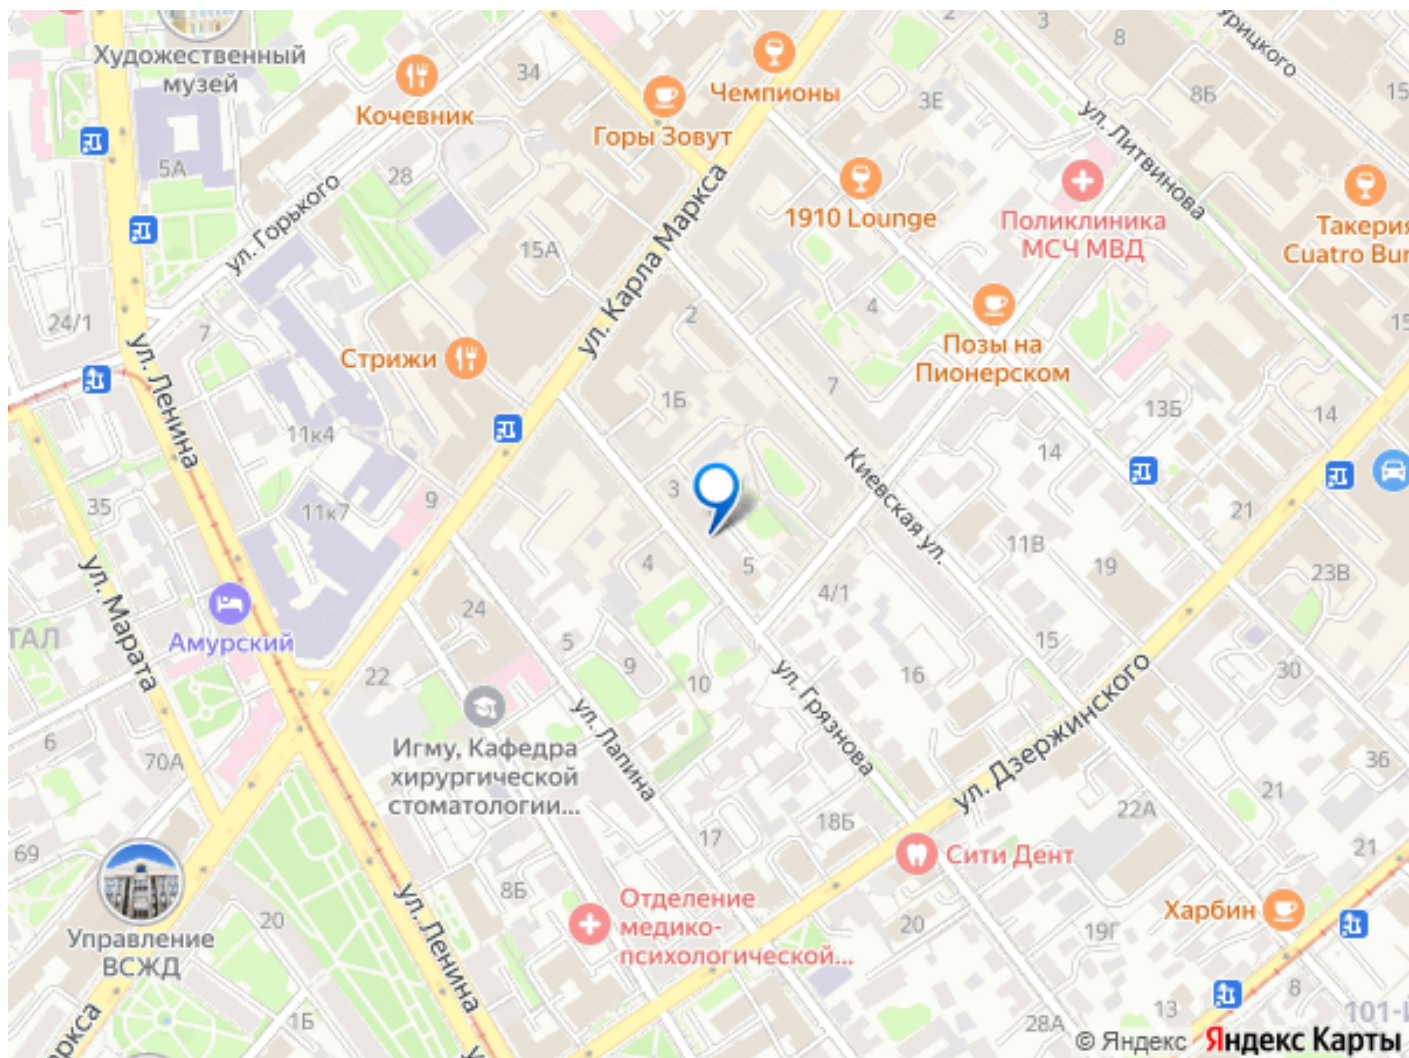 Художественный
музей
Кочевник
34
Горы Зовут
Чемпионы
3Е
3
8
8Б
15
ул. Литвинова
5А
28
ул. Горького
15А
ул. Карла Маркса
1910 Lounge
Поликлиника
МСЧ МВД
Такерия
24/1
7
ул. Ленина
Стрижи
2
4
Позы на
Пионерском
15
1Б
7
13Б
14
11к4
9
3
Киевская ул.
14
35
11к7
21
11В
19
23В
ул. Марата
Амурский
24
4
5
4/1
5
9
10
16
15
30
22
ул. Грязнова
ул. Дзержинского
6
70А
Игму, Кафедра
хирургической
стоматологии...
ул. Лапина
36
21
22А
17
18Б
Сити Дент
21
69
8Б
Отделение
медико-
психологической...
20
19Г
Харбин
Управление
ВСЖД
20
ул. Ленина
1Б
28А
13
8
© Яндекс Яндекс Карты